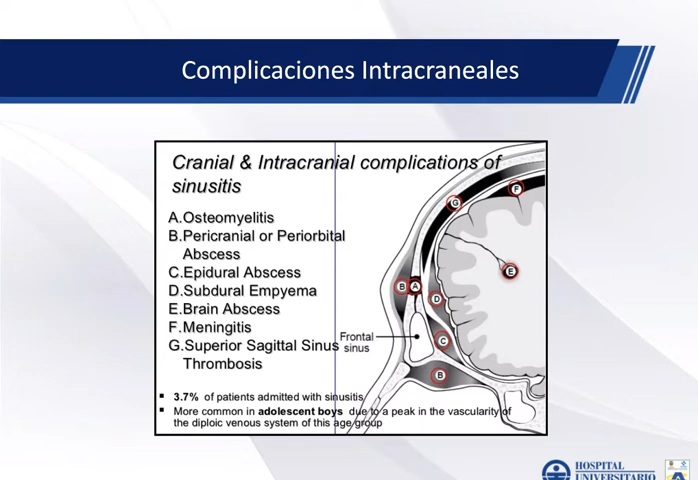 Complicaciones Intracraneales
Cranial & Intracranial complications of
sinusitis
A.Osteomyelitis
B.Pericranial or Periorbital
Abscess
C.Epidural Abscess
D.Subdural Empyema
E.Brain Abscess
F.Meningitis
G.Superior Sagittal Sinus
Thrombosis
G
F
E
B
A
D
Frontal
sinus
C
B
▪ 3.7% of patients admitted with sinusitis
▪ More common in adolescent boys due to a peak in the vascularity of
the diploic venous system of this age group
HOSPITAL
UNIVERSITARIO